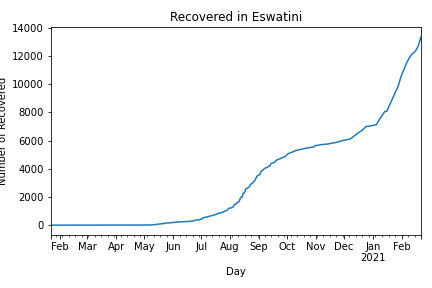 Recovered in Eswatini
14000
12000
10000
8000
6000
4000
2000
0
Number of Recovered
Feb Mar Apr May Jun Jul Aug Sep Oct Nov Dec Jan Feb
2021
Day